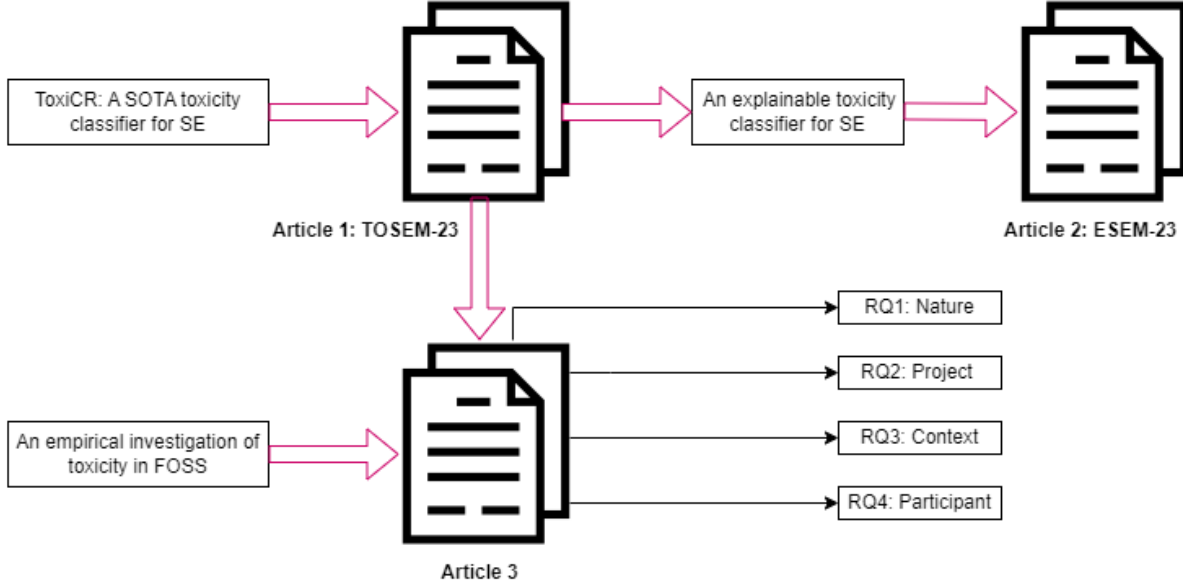 ToxiCR: A SOTA toxicity
classifier for SE
An explainable toxicity
classifier for SE
Article 1: TOSEM-23
Article 2: ESEM-23
RQ1: Nature
RQ2: Project
An empirical investigation of
toxicity in FOSS
RQ3: Context
RQ4: Participant
Article 3